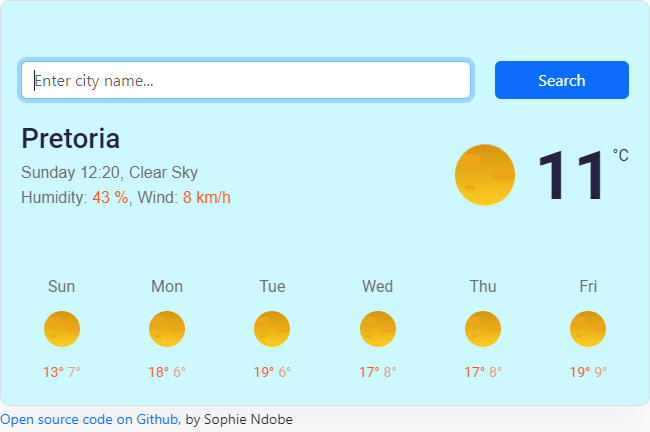 Enter city name...
Search
Pretoria
Sunday 12:20, Clear Sky
Humidity: 43 %, Wind: 8 km/h
11 °C
Sun Mon Tue Wed Thu Fri
13° 7° 18° 6° 19° 6° 17° 8° 17° 8° 19° 9°
Open source code on Github, by Sophie Ndobe